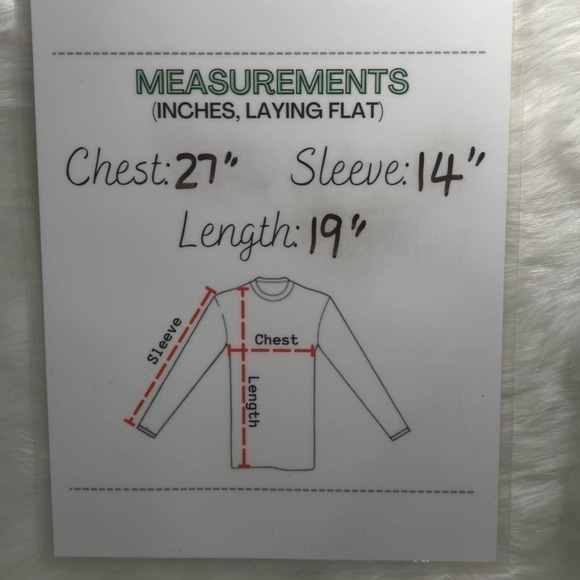 MEASUREMENTS
(INCHES, LAYING FLAT)
Chest: 27" Sleeve: 14"
Length: 19"
Sleeve
Chest
Length